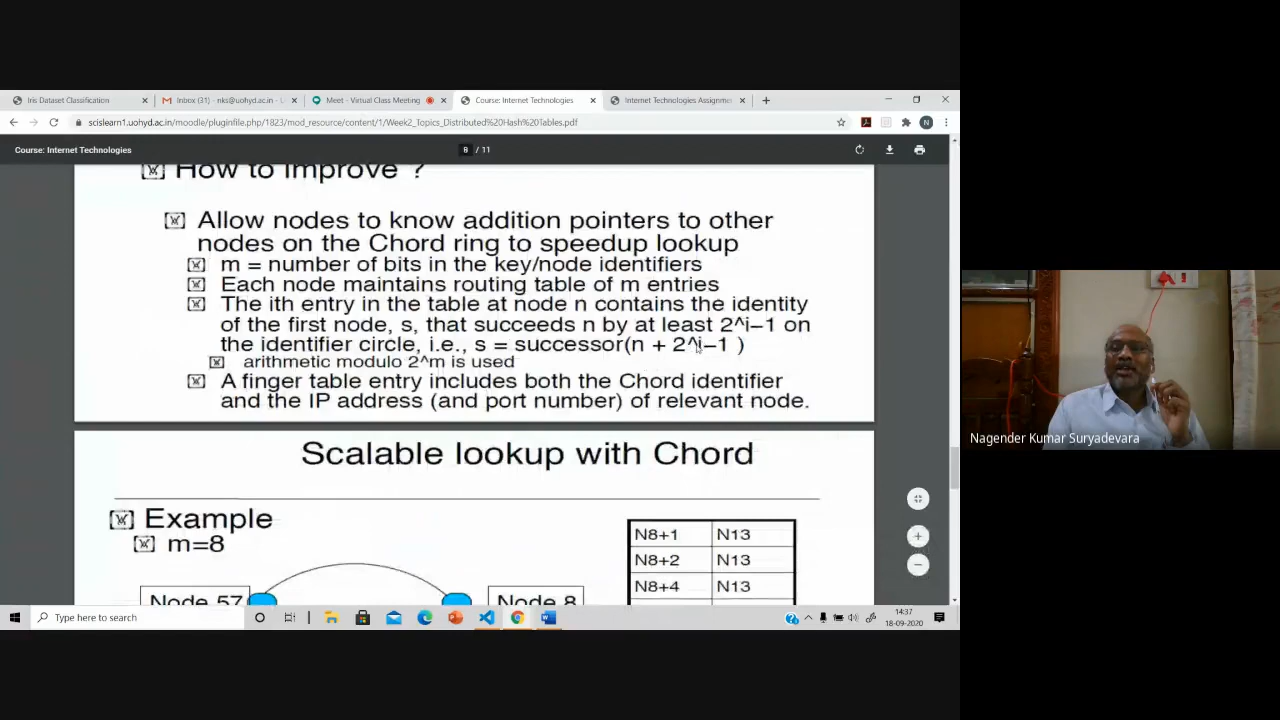 Iris Dataset Classification
Inbox (31) - nks@uohyd.ac.in -
Meet - Virtual Class Meeting
Course: Internet Technologies
Internet Technologies Assignme
scislearn1.uohyd.ac.in/moodle/pluginfile.php/1823/mod_resource/content/1/Week2_Topics_Distributed%20Hash%20Tables.pdf
N
Course: Internet Technologies
8 / 11
How to improve ?
Allow nodes to know addition pointers to other
nodes on the Chord ring to speedup lookup
m = number of bits in the key/node identifiers
Each node maintains routing table of m entries
The ith entry in the table at node n contains the identity
of the first node, s, that succeeds n by at least 2^i−1 on
the identifier circle, i.e., s = successor(n + 2^i−1 )
arithmetic modulo 2^m is used
A finger table entry includes both the Chord identifier
and the IP address (and port number) of relevant node.
Scalable lookup with Chord
Example
m=8
Node 57
Node 8
N8+1 N13
N8+2 N13
N8+4 N13
Nagender Kumar Suryadevara
Type here to search
14:37
18-09-2020